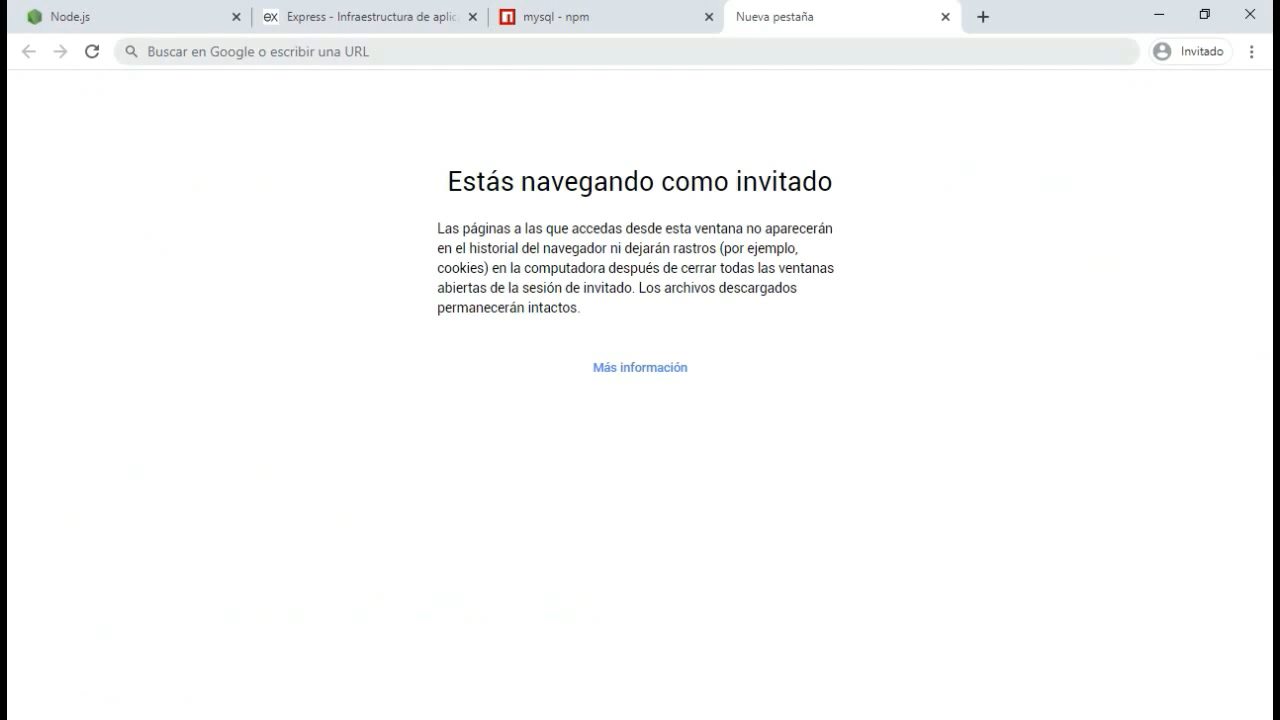 Node.js
Express - Infraestructura de aplic
mysql - npm
Nueva pestaña
Buscar en Google o escribir una URL
Invitado
Estás navegando como invitado
Las páginas a las que accedas desde esta ventana no aparecerán
en el historial del navegador ni dejarán rastros (por ejemplo,
cookies) en la computadora después de cerrar todas las ventanas
abiertas de la sesión de invitado. Los archivos descargados
permanecerán intactos.
Más información